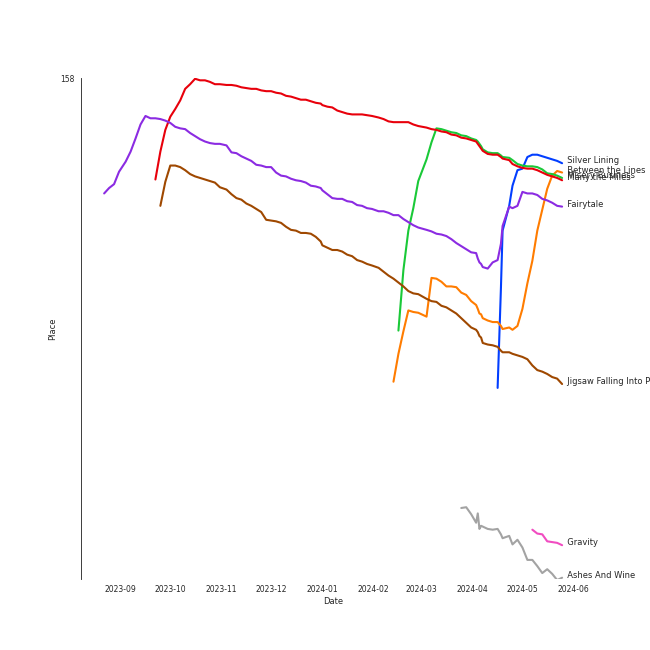 158
Place
Silver Lining
Between the Lines
Many the Miles
Fairytale
Jigsaw Falling Into P
Gravity
Ashes And Wine
2023-09
2023-10
2023-11
2023-12
2024-01
2024-02
2024-03
2024-04
2024-05
2024-06
Date